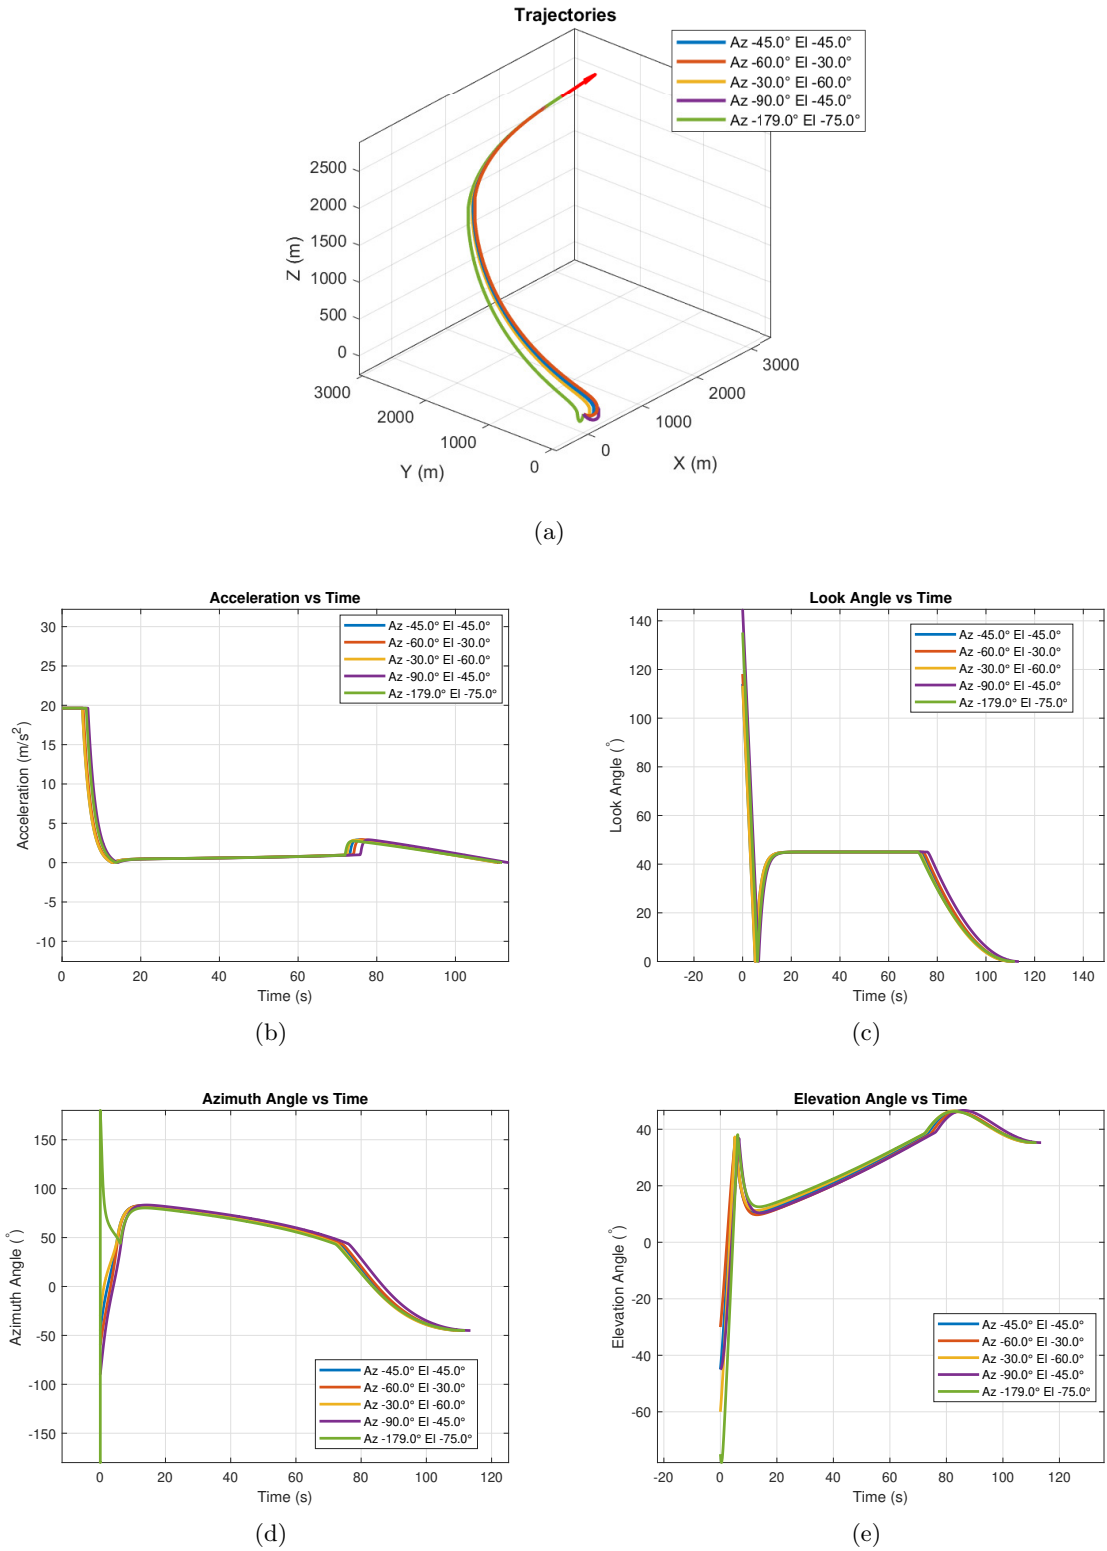 Trajectories
Az -45.0° El -45.0°
Az -60.0° El -30.0°
Az -30.0° El -60.0°
Az -90.0° El -45.0°
Az -179.0° El -75.0°
2500
2000
1500
1000
500
0
Z (m)
3000
2000
1000
0
Y (m)
0
1000
2000
3000
X (m)
(a)
Acceleration vs Time
Az -45.0° El -45.0°
Az -60.0° El -30.0°
Az -30.0° El -60.0°
Az -90.0° El -45.0°
Az -179.0° El -75.0°
30
25
20
15
10
5
0
-5
-10
Acceleration (m/s²)
0 20 40 60 80 100
Time (s)
(b)
Look Angle vs Time
Az -45.0° El -45.0°
Az -60.0° El -30.0°
Az -30.0° El -60.0°
Az -90.0° El -45.0°
Az -179.0° El -75.0°
140
120
100
80
60
40
20
0
Look Angle (°)
-20 0 20 40 60 80 100 120 140
Time (s)
(c)
Azimuth Angle vs Time
150
100
50
0
-50
-100
-150
Azimuth Angle (°)
Az -45.0° El -45.0°
Az -60.0° El -30.0°
Az -30.0° El -60.0°
Az -90.0° El -45.0°
Az -179.0° El -75.0°
0 20 40 60 80 100 120
Time (s)
(d)
Elevation Angle vs Time
40
20
0
-20
-40
-60
Elevation Angle (°)
Az -45.0° El -45.0°
Az -60.0° El -30.0°
Az -30.0° El -60.0°
Az -90.0° El -45.0°
Az -179.0° El -75.0°
-20 0 20 40 60 80 100 120
Time (s)
(e)